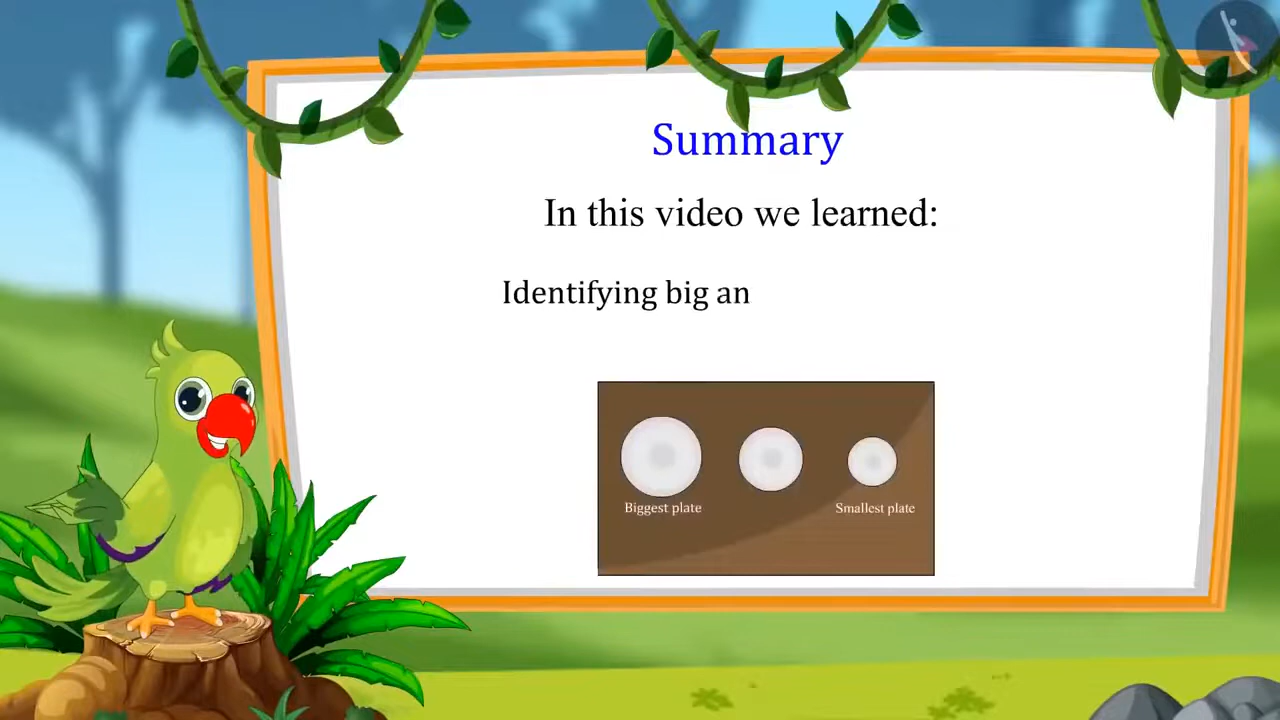 Summary
In this video we learned:
Identifying big an
Biggest plate
Smallest plate